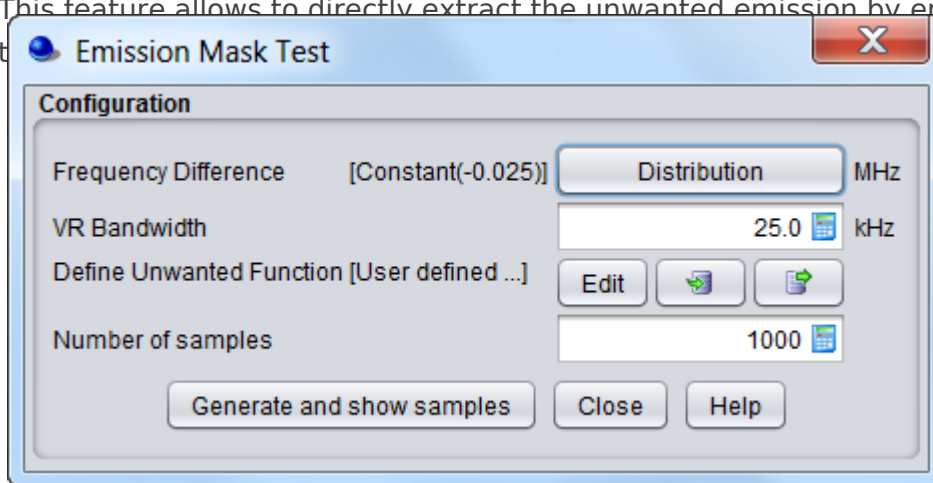 This feature allows to directly extract the unwanted emission by
Emission Mask Test
Configuration
Frequency Difference [Constant(-0.025)] Distribution MHz
VR Bandwidth 25.0 kHz
Define Unwanted Function [User defined ...] Edit
Number of samples 1000
Generate and show samples Close Help